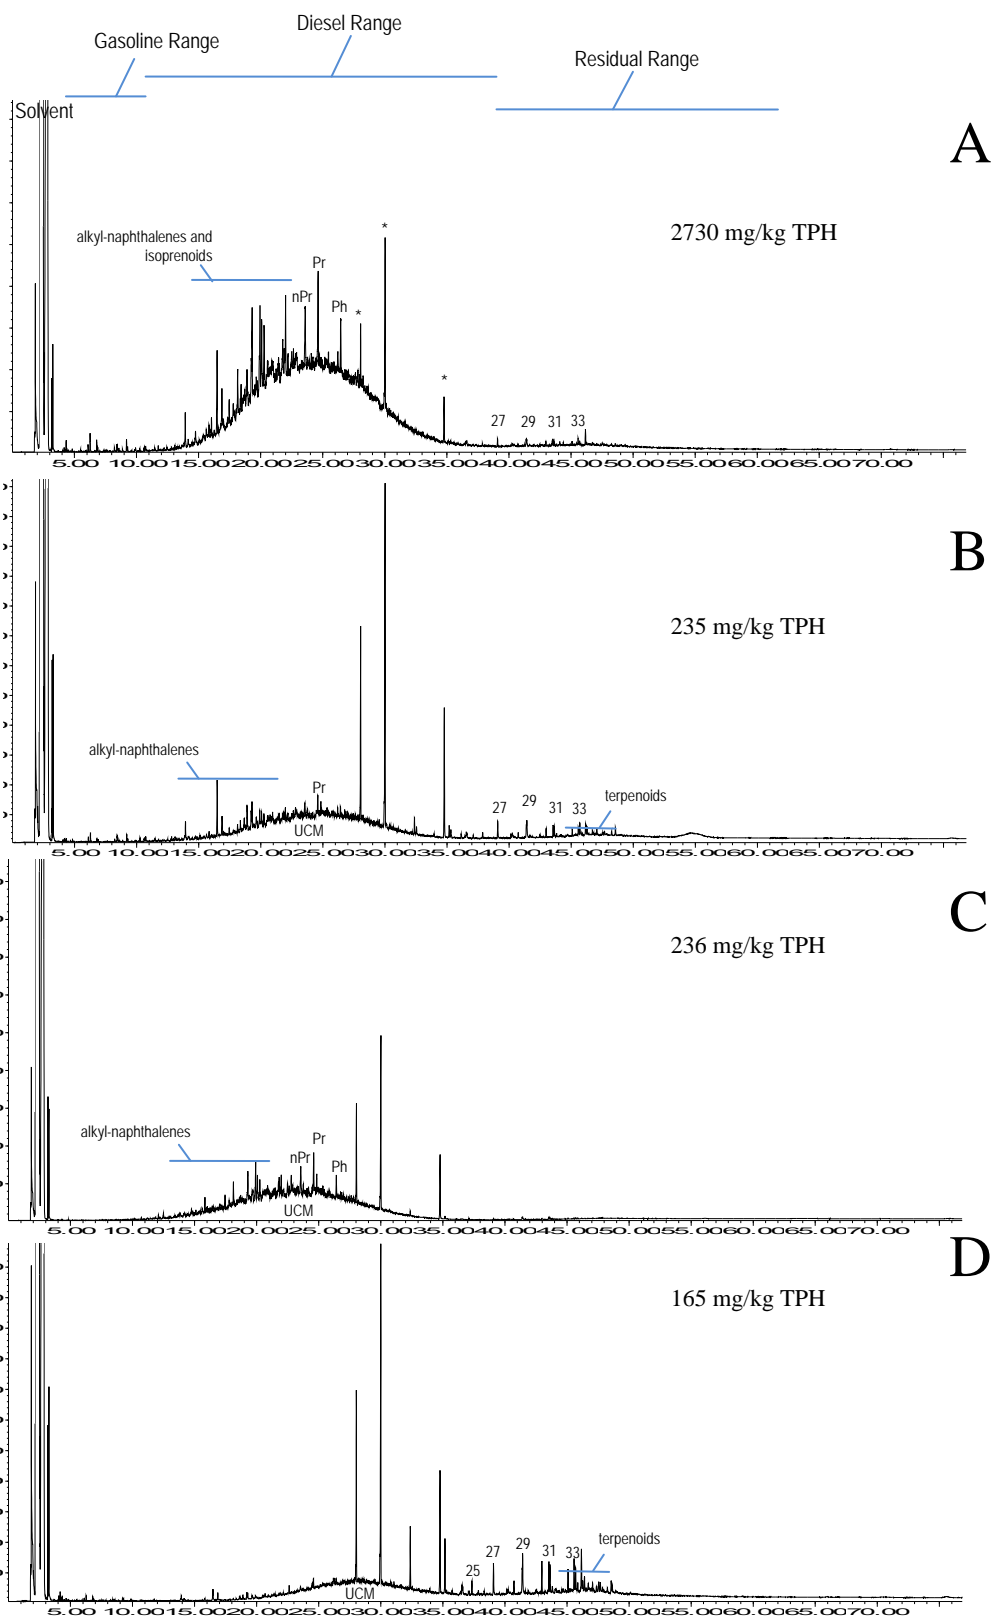 Diesel Range
Gasoline Range
Residual Range
Solvent
A
2730 mg/kg TPH
alkyl-naphthalenes and
isoprenoids
*
Pr
nPr
Ph
*
*
27 29 31 33
5.00 10.00 15.00 20.00 25.00 30.00 35.00 40.00 45.00 50.00 55.00 60.00 65.00 70.00
B
235 mg/kg TPH
alkyl-naphthalenes
Pr
UCM
27 29 31 33
terpenoids
5.00 10.00 15.00 20.00 25.00 30.00 35.00 40.00 45.00 50.00 55.00 60.00 65.00 70.00
C
236 mg/kg TPH
alkyl-naphthalenes
Pr
nPr
Ph
UCM
5.00 10.00 15.00 20.00 25.00 30.00 35.00 40.00 45.00 50.00 55.00 60.00 65.00 70.00
D
165 mg/kg TPH
25 27 29 31 33
terpenoids
UCM
5.00 10.00 15.00 20.00 25.00 30.00 35.00 40.00 45.00 50.00 55.00 60.00 65.00 70.00